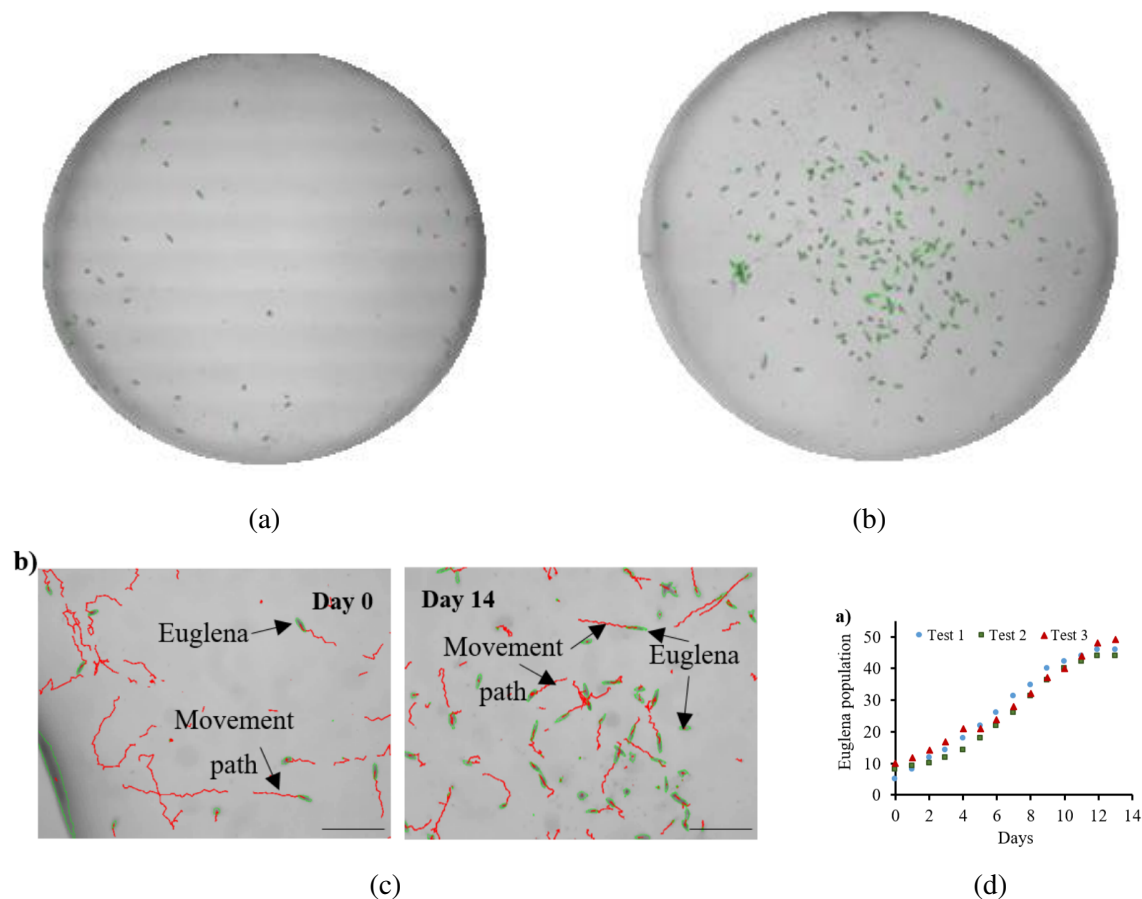 (a)
(b)
b)
Day 0
Euglena
Movement
path
Day 14
Movement
path
Euglena
a)
Test 1
Test 2
Test 3
Euglena population
50
40
30
20
10
0
0 2 4 6 8 10 12 14
Days
(c)
(d)